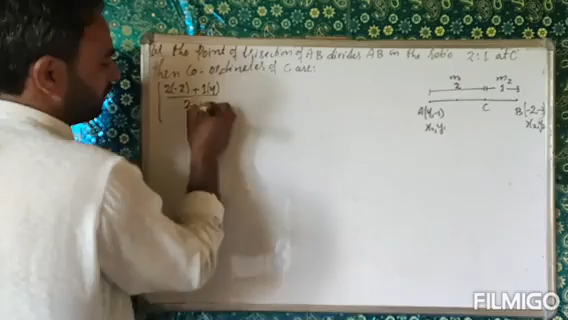 Let the Point of trisection of AB divides AB in the ratio 2:1 at C
then Co-ordinates of C are:
2(-2) + 1(4)
2
m₁ m₂
2 1
A(4,-1) C B(-2,-
x₁,y₁ x₂,y₂
FILMIGO